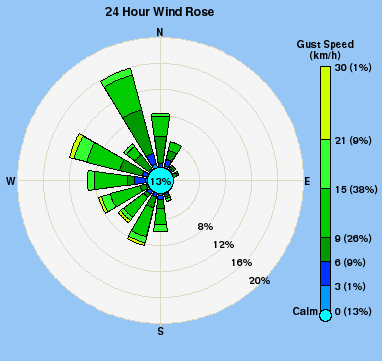 24 Hour Wind Rose
N
Gust Speed
(km/h)
30 (1%)
21 (9%)
W
13%
E
15 (38%)
8%
9 (26%)
12%
6 (9%)
16%
20%
3 (1%)
Calm
0 (13%)
S